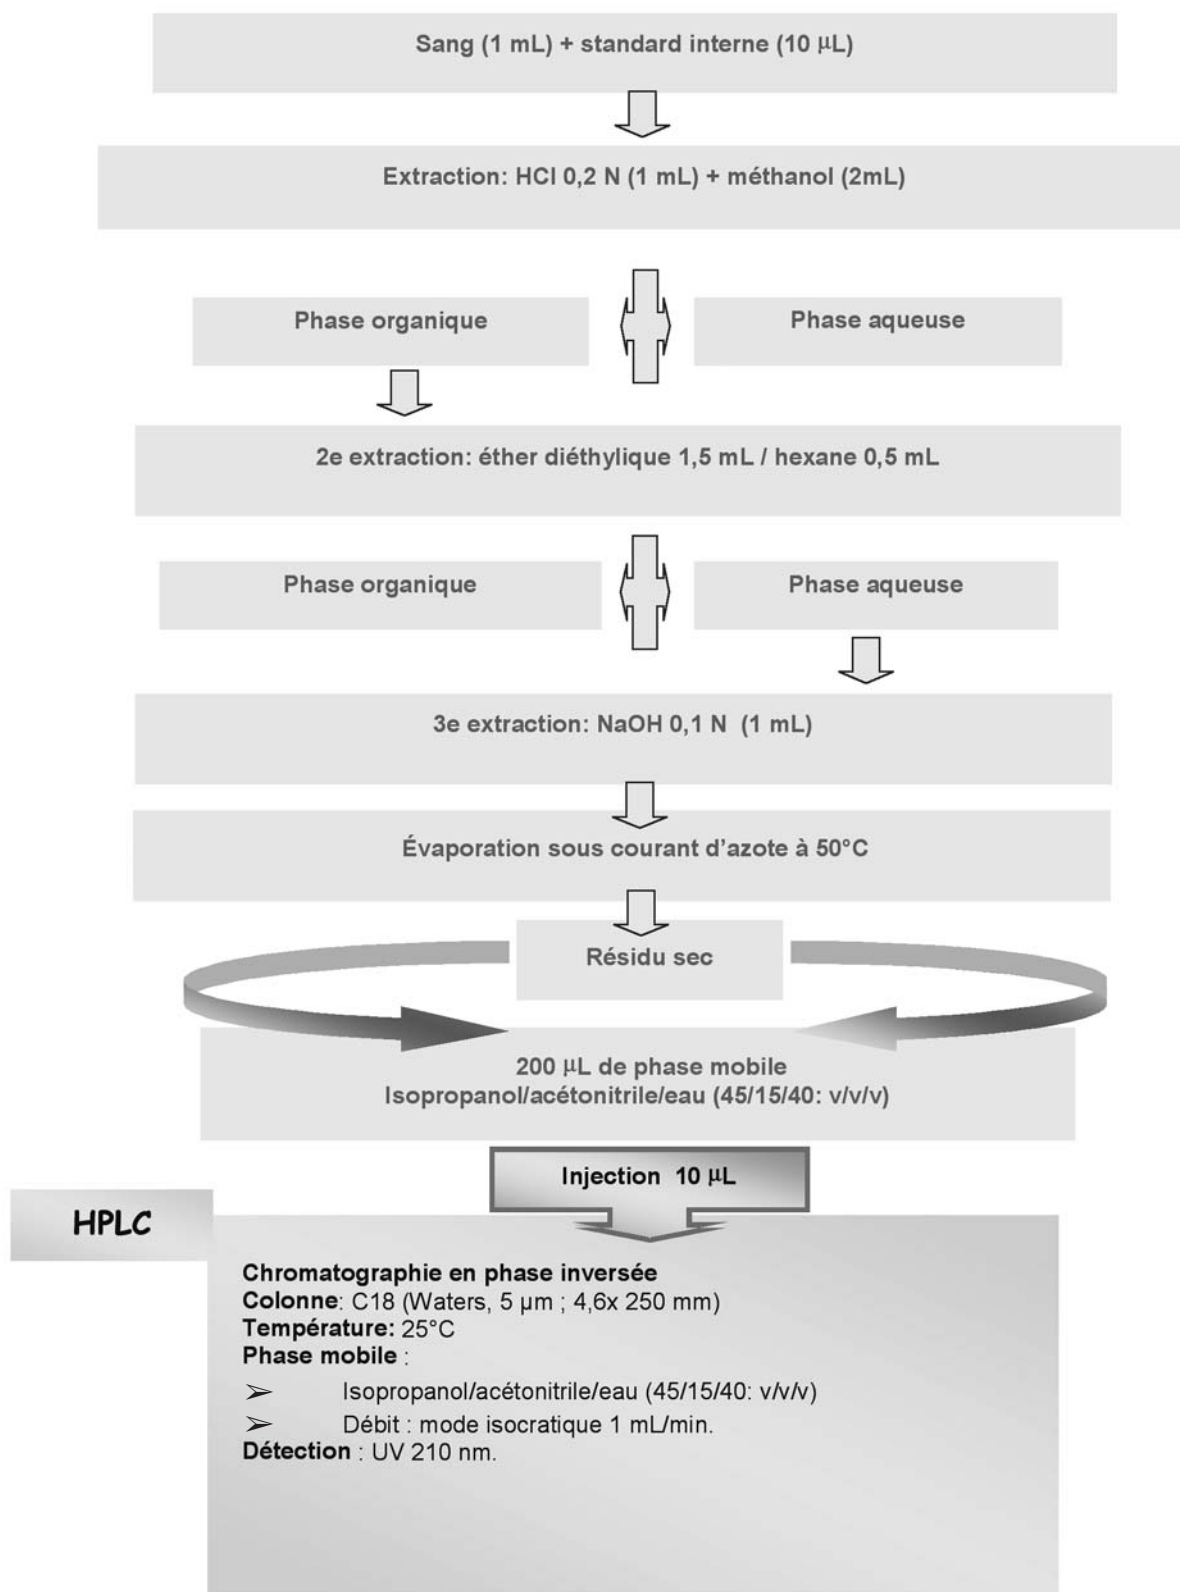 Sang (1 mL) + standard interne (10 µL)
Extraction: HCl 0,2 N (1 mL) + méthanol (2mL)
Phase organique
Phase aqueuse
2e extraction: éther diéthylique 1,5 mL / hexane 0,5 mL
Phase organique
Phase aqueuse
3e extraction: NaOH 0,1 N (1 mL)
Évaporation sous courant d'azote à 50°C
Résidu sec
200 µL de phase mobile
Isopropanol/acétonitrile/eau (45/15/40: v/v/v)
Injection 10 µL
HPLC
Chromatographie en phase inversée
Colonne: C18 (Waters, 5 µm ; 4,6x 250 mm)
Température: 25°C
Phase mobile :
➢ Isopropanol/acétonitrile/eau (45/15/40: v/v/v)
➢ Débit : mode isocratique 1 mL/min.
Détection : UV 210 nm.